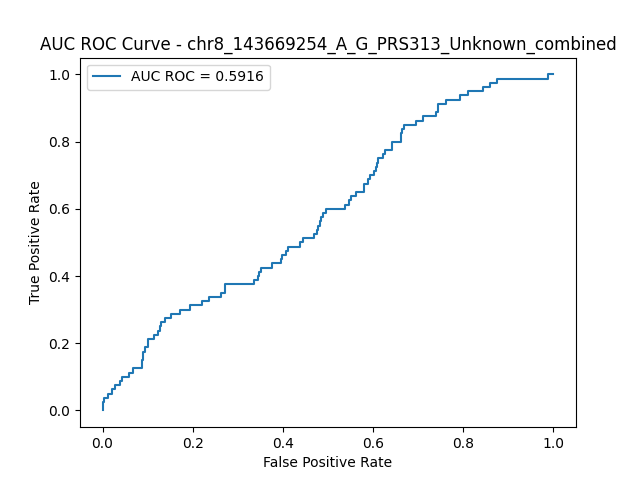 AUC ROC Curve - chr8_143669254_A_G_PRS313_Unknown_combined
AUC ROC = 0.5916
1.0
0.8
0.6
0.4
0.2
0.0
True Positive Rate
0.0 0.2 0.4 0.6 0.8 1.0
False Positive Rate